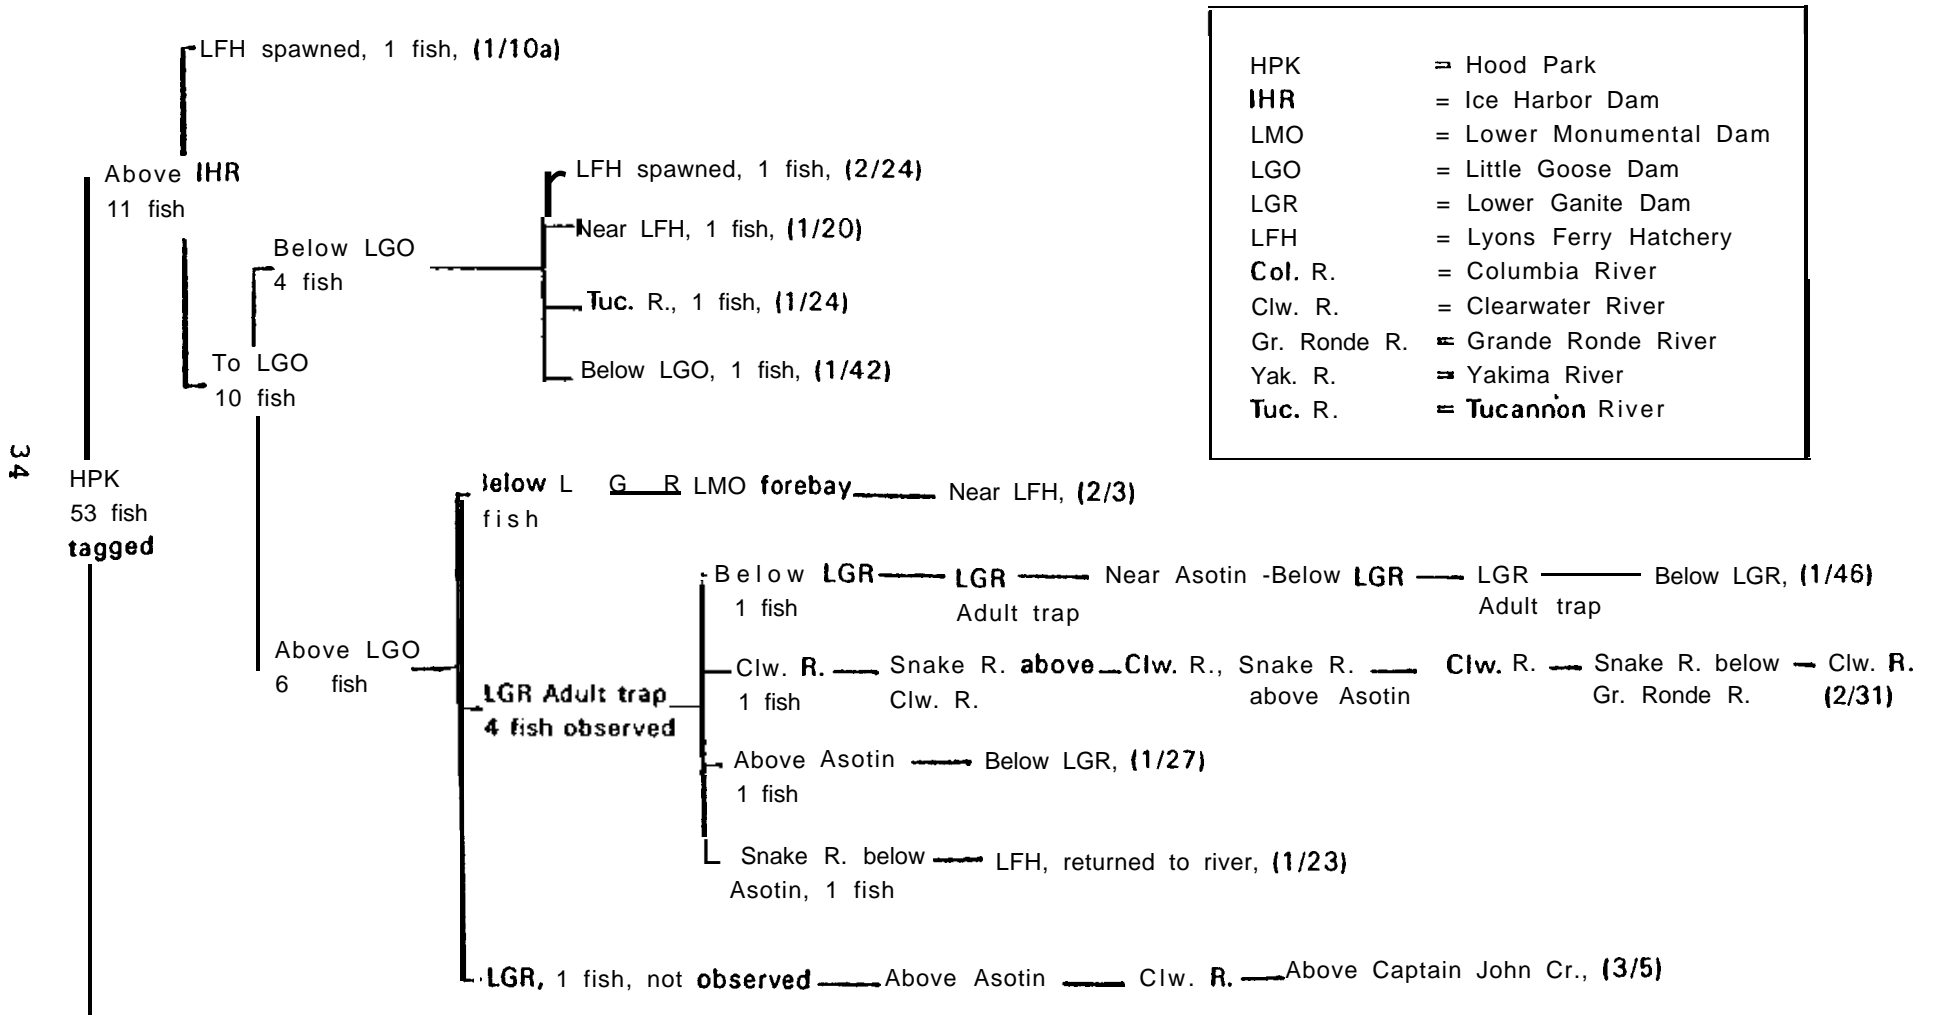 LFH spawned, 1 fish, (1/10a)
Above IHR
11 fish
LFH spawned, 1 fish, (2/24)
Near LFH, 1 fish, (1/20)
Below LGO
4 fish
Tuc. R., 1 fish, (1/24)
To LGO
10 fish
Below LGO, 1 fish, (1/42)
HPK = Hood Park
IHR = Ice Harbor Dam
LMO = Lower Monumental Dam
LGO = Little Goose Dam
LGR = Lower Ganite Dam
LFH = Lyons Ferry Hatchery
Col. R. = Columbia River
Clw. R. = Clearwater River
Gr. Ronde R. = Grande Ronde River
Yak. R. = Yakima River
Tuc. R. = Tucannon River
34
HPK
53 fish
tagged
elow L G R LMO forebay Near LFH, (2/3)
fish
Below LGR LGR Near Asotin -Below LGR LGR Below LGR, (1/46)
1 fish Adult trap Adult trap
Above LGO
6 fish
Clw. R. Snake R. above Clw. R., Snake R. Clw. R. Snake R. below Clw. R.
1 fish Clw. R. above Asotin Gr. Ronde R. (2/31)
LGR Adult trap
4 fish observed
Above Asotin Below LGR, (1/27)
1 fish
Snake R. below LFH, returned to river, (1/23)
Asotin, 1 fish
LGR, 1 fish, not observed Above Asotin Clw. R. Above Captain John Cr., (3/5)